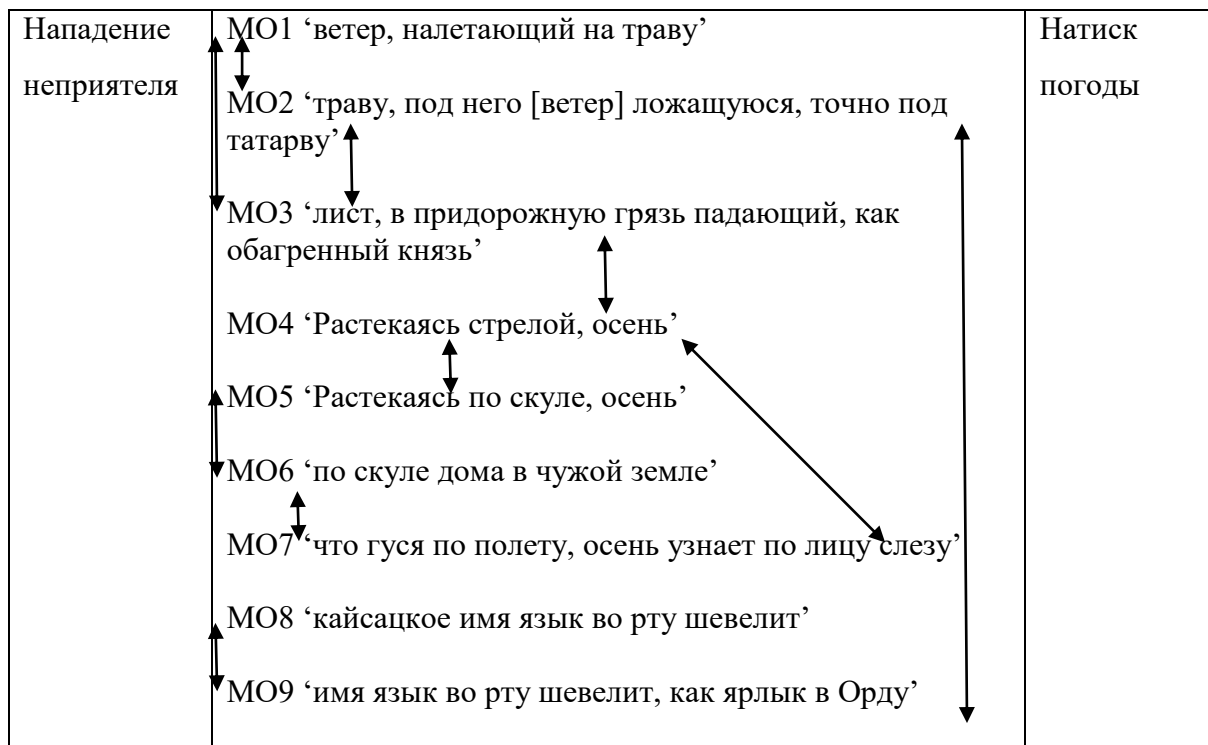 Нападение
неприятеля
МО1 ‘ветер, налетающий на траву’
МО2 ‘траву, под него [ветер] ложащуюся, точно под
татарву’
МО3 ‘лист, в придорожную грязь падающий, как
обагренный князь’
МО4 ‘Растекаясь стрелой, осень’
МО5 ‘Растекаясь по скуле, осень’
МО6 ‘по скуле дома в чужой земле’
МО7 ‘что гуся по полету, осень узнает по лицу слезу’
МО8 ‘кайсацкое имя язык во рту шевелит’
МО9 ‘имя язык во рту шевелит, как ярлык в Орду’
Натиск
погоды